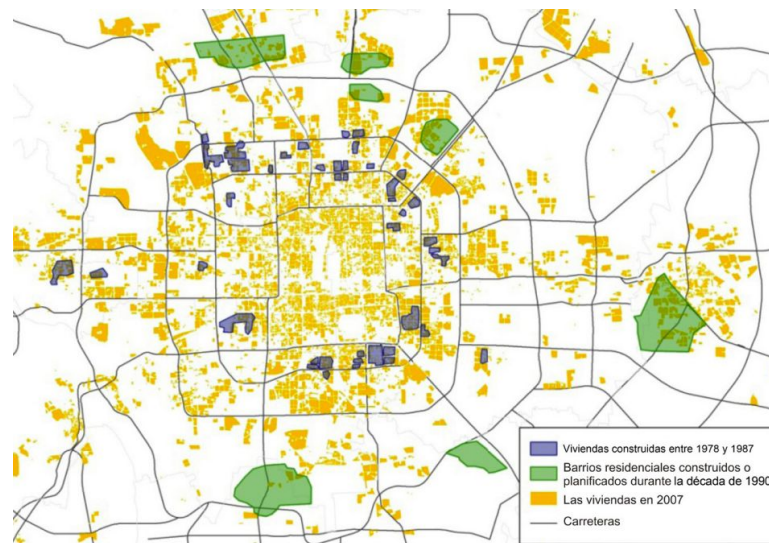 Viviendas construidas entre 1978 y 1987
Barrios residenciales construidos o
planificados durante la década de 1990
Las viviendas en 2007
Carreteras